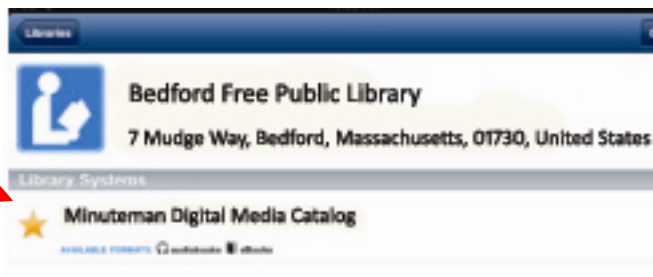 Libraries
Bedford Free Public Library
7 Mudge Way, Bedford, Massachusetts, 01730, United States
Library Systems
Minuteman Digital Media Catalog
AVAILABLE FORMATS audiobooks eBooks